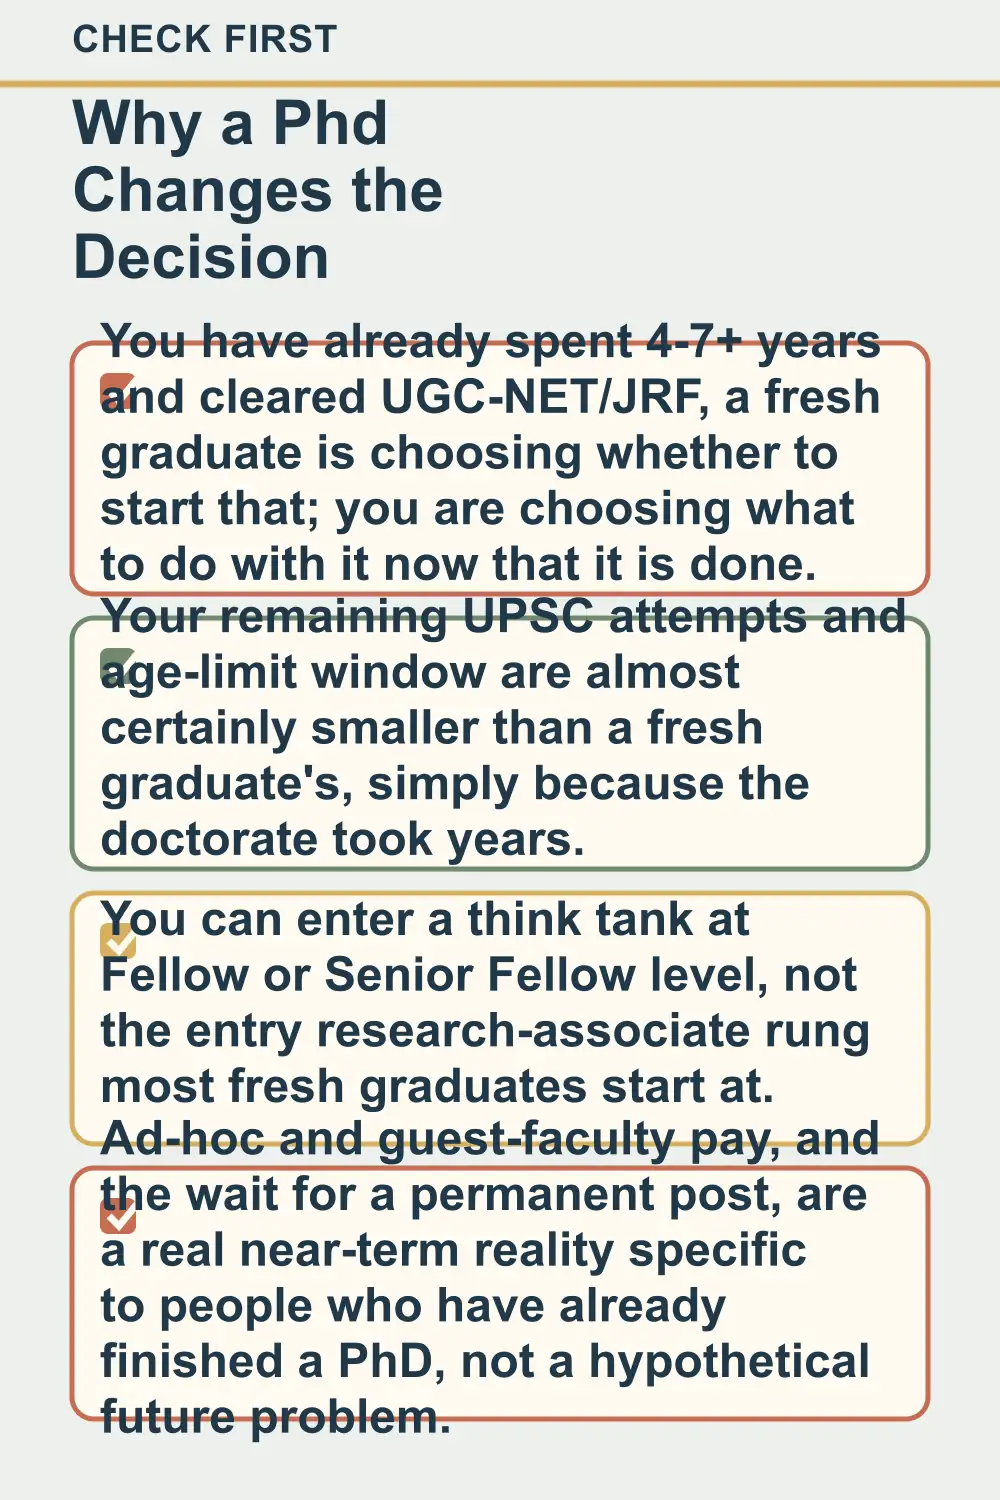 CHECK FIRST
Why a Phd
Changes the
Decision
You have already spent 4-7+ years
and cleared UGC-NET/JRF, a fresh
graduate is choosing whether to
start that; you are choosing what
to do with it now that it is done.
Your remaining UPSC attempts and
age-limit window are almost
certainly smaller than a fresh
graduate's, simply because the
doctorate took years.
You can enter a think tank at
Fellow or Senior Fellow level, not
the entry research-associate rung
most fresh graduates start at.
Ad-hoc and guest-faculty pay, and
the wait for a permanent post, are
a real near-term reality specific
to people who have already
finished a PhD, not a hypothetical
future problem.